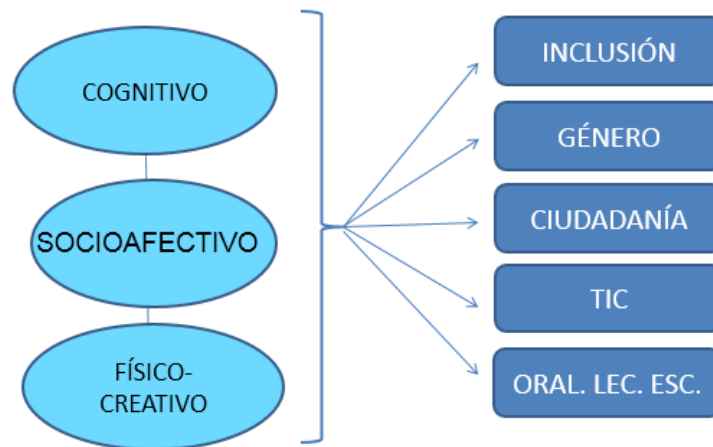 COGNITIVO
SOCIOAFECTIVO
FÍSICO-
CREATIVO
INCLUSIÓN
GÉNERO
CIUDADANÍA
TIC
ORAL. LEC. ESC.